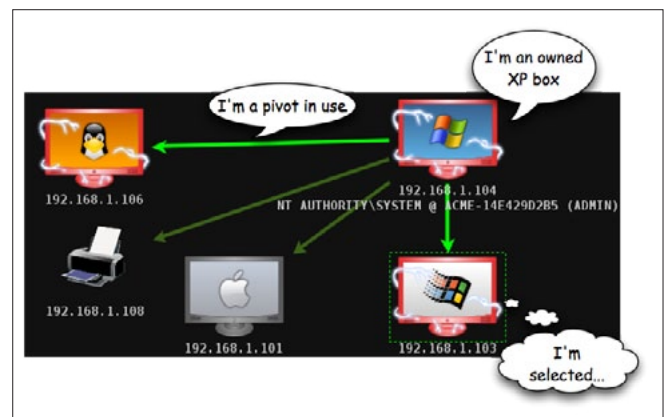 I'm an owned
XP box
I'm a pivot in use
192.168.1.106
192.168.1.104
NT AUTHORITY\SYSTEM @ ACME-14E429D2B5 (ADMIN)
192.168.1.108
192.168.1.101
192.168.1.103
I'm
selected...